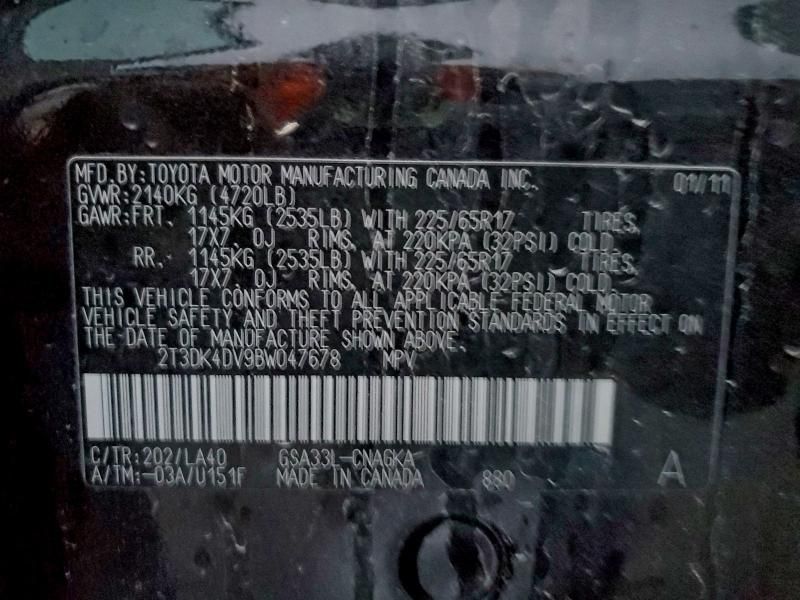 MFD.BY:TOYOTA MOTOR MANUFACTURING CANADA INC. 01/11
GVWR:2140KG (4720LB)
GAWR:FRT. 1145KG (2535LB) WITH 225/65R17 TIRES,
17X7. 0J RIMS, AT 220KPA (32PSI) COLD.
RR. 1145KG (2535LB) WITH 225/65R17 TIRES,
17X7. 0J RIMS, AT 220KPA (32PSI) COLD.
THIS VEHICLE CONFORMS TO ALL APPLICABLE FEDERAL MOTOR
VEHICLE SAFETY AND THEFT PREVENTION STANDARDS IN EFFECT ON
THE DATE OF MANUFACTURE SHOWN ABOVE.
2T3DK4DV9BW047678 MPV
C/TR:202/LA40 GSA33L-CNAGKA
A/TM:-03A/U151F MADE IN CANADA 880 A